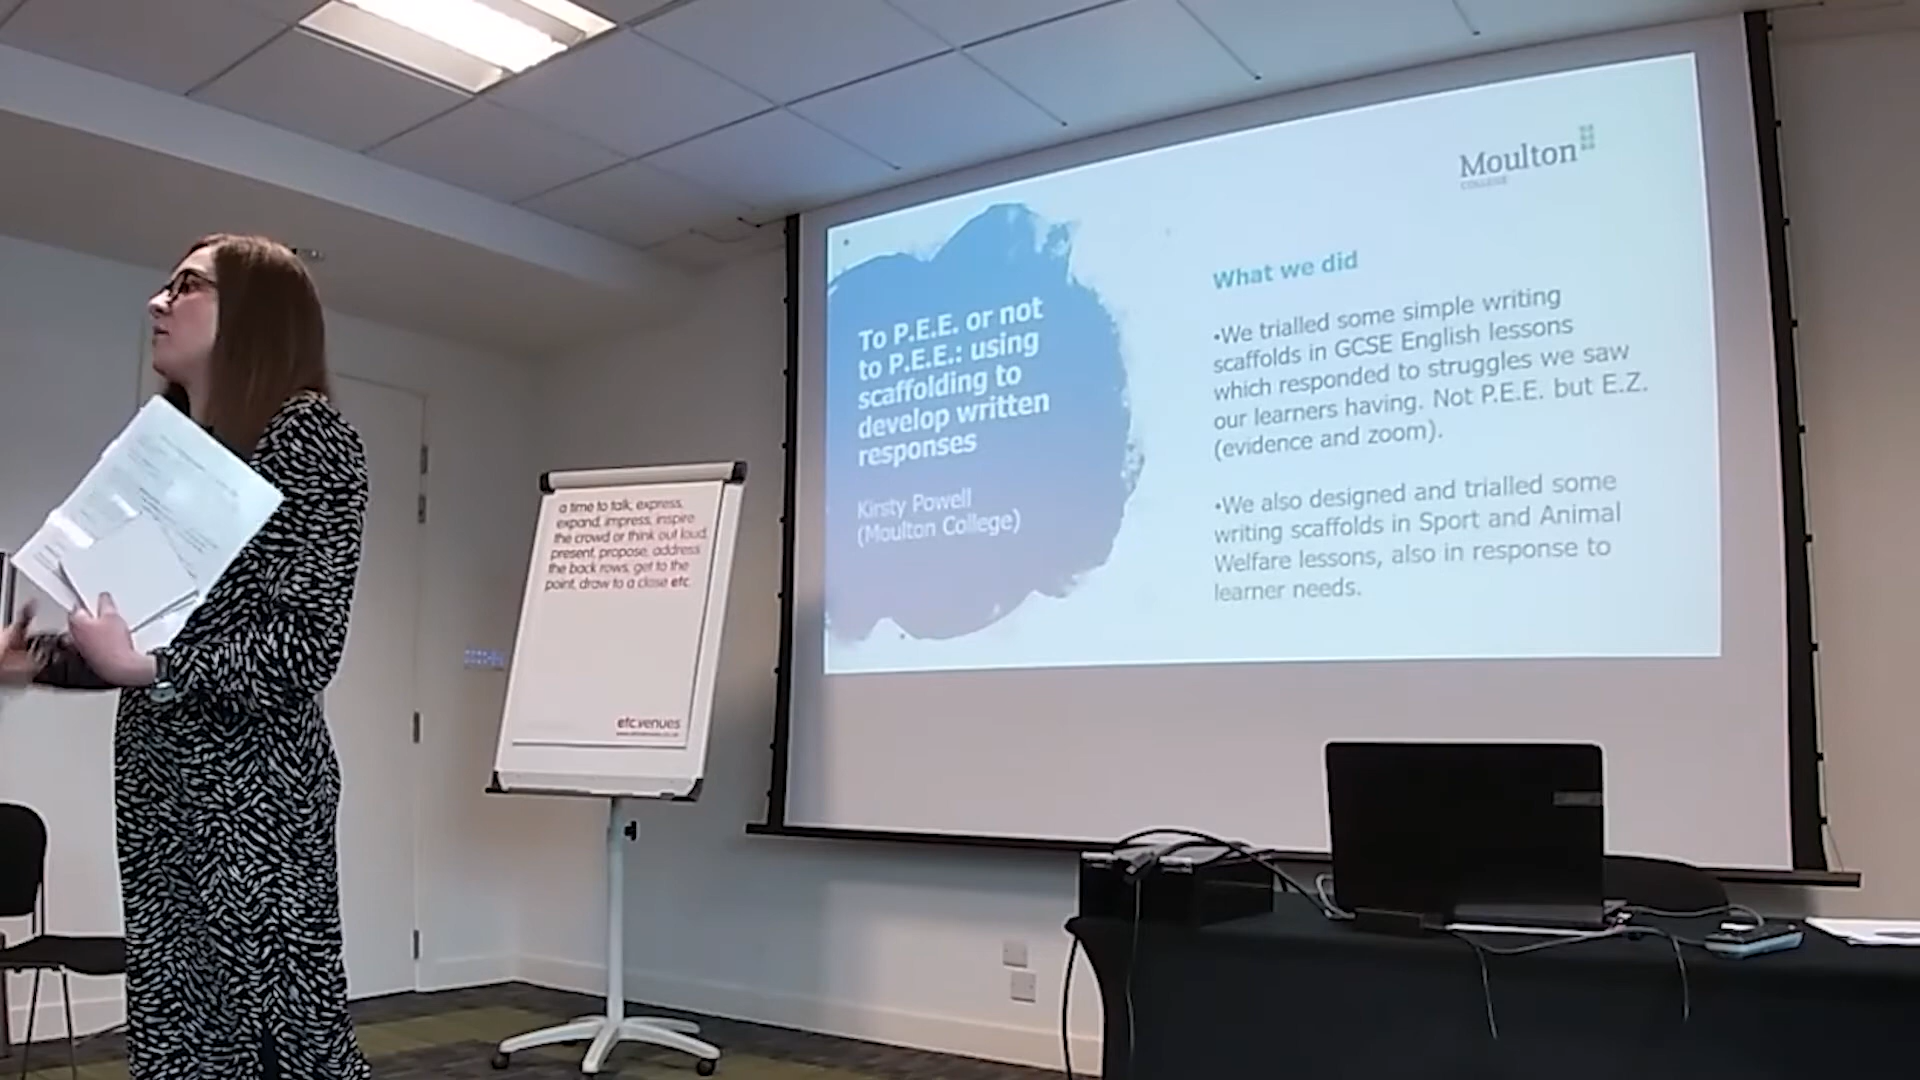 Moulton
COLLEGE
To P.E.E. or not
to P.E.E.: using
scaffolding to
develop written
responses
Kirsty Powell
(Moulton College)
What we did
•We trialled some simple writing
scaffolds in GCSE English lessons
which responded to struggles we saw
our learners having. Not P.E.E. but E.Z.
(evidence and zoom).
•We also designed and trialled some
writing scaffolds in Sport and Animal
Welfare lessons, also in response to
learner needs.
a time to talk, express,
expand, impress, inspire
the crowd or think out loud,
present, propose, address
the back rows, get to the
point, draw to a close etc
etc.venues